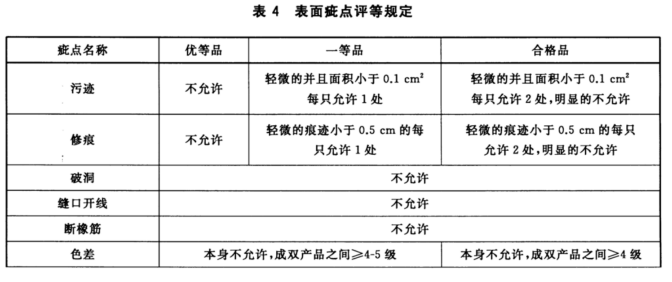 表 4 表面疵点评等规定
疵点名称 优等品 一等品 合格品
污迹 不允许 轻微的并且面积小于 0.1 cm² 每只允许 1 处 轻微的并且面积小于 0.1 cm² 每只允许 2 处,明显的不允许
修痕 不允许 轻微的痕迹小于 0.5 cm 的每只允许 1 处 轻微的痕迹小于 0.5 cm 的每只允许 2 处,明显的不允许
破洞 不允许
缝口开线 不允许
断橡筋 不允许
色差 本身不允许,成双产品之间≥4-5 级 本身不允许,成双产品之间≥4 级